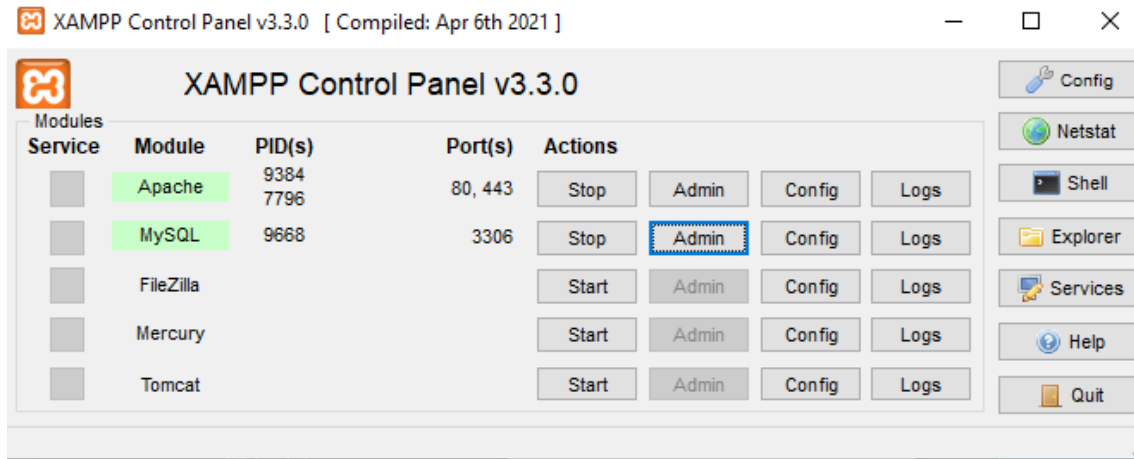 XAMPP Control Panel v3.3.0 [ Compiled: Apr 6th 2021 ]
XAMPP Control Panel v3.3.0
Config
Modules
Netstat
Service Module PID(s) Port(s) Actions
Apache 9384 7796 80, 443 Stop Admin Config Logs
Shell
MySQL 9668 3306 Stop Admin Config Logs
Explorer
FileZilla Start Admin Config Logs
Services
Mercury Start Admin Config Logs
Help
Tomcat Start Admin Config Logs
Quit